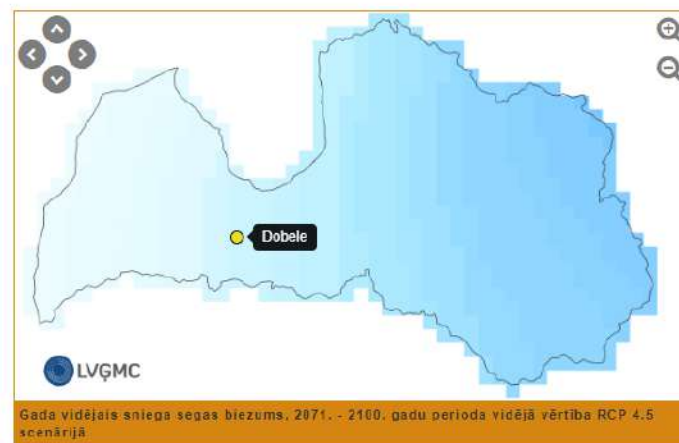 Dobele
LVĢMC
Gada vidējais sniega segas biezums, 2071. - 2100. gadu perioda vidējā vērtība RCP 4.5
scenārijā